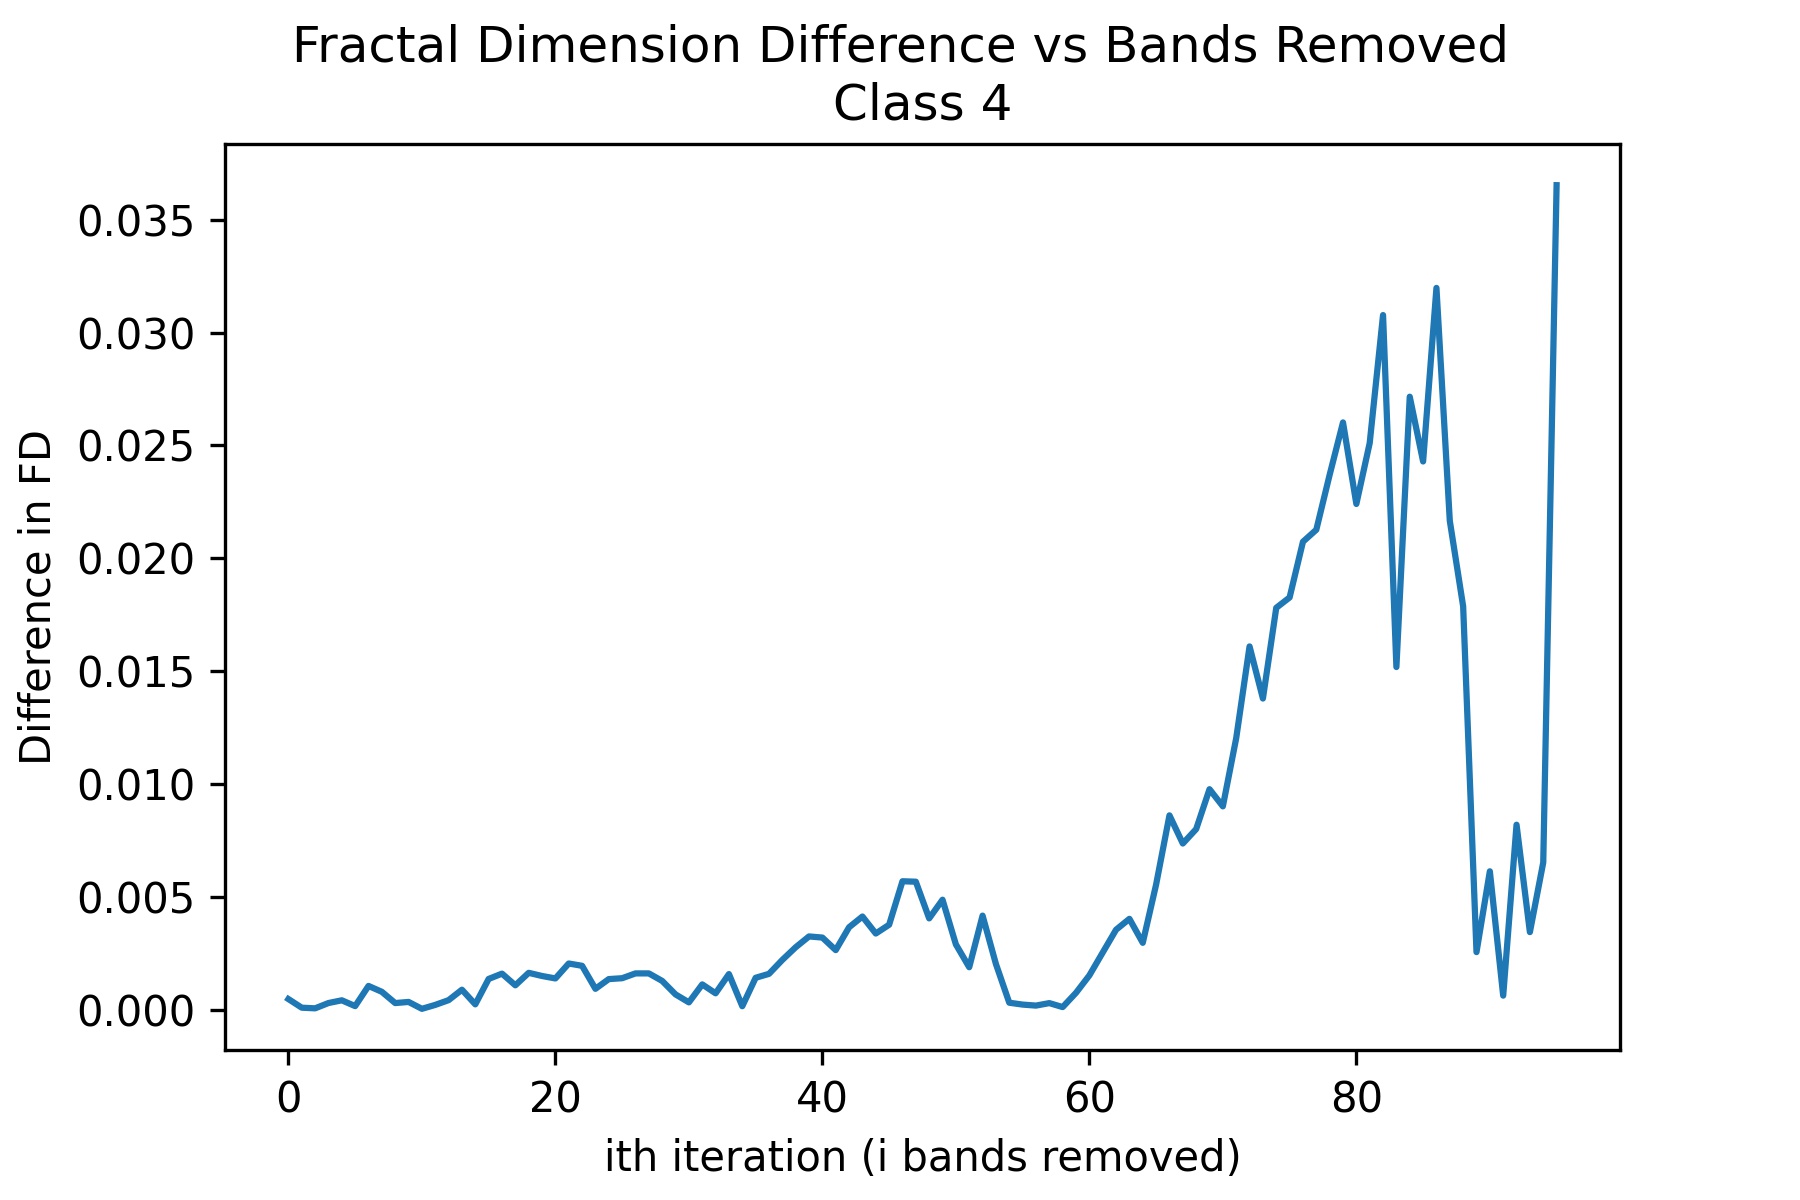 Fractal Dimension Difference vs Bands Removed
Class 4
Difference in FD
0.035
0.030
0.025
0.020
0.015
0.010
0.005
0.000
0 20 40 60 80
ith iteration (i bands removed)